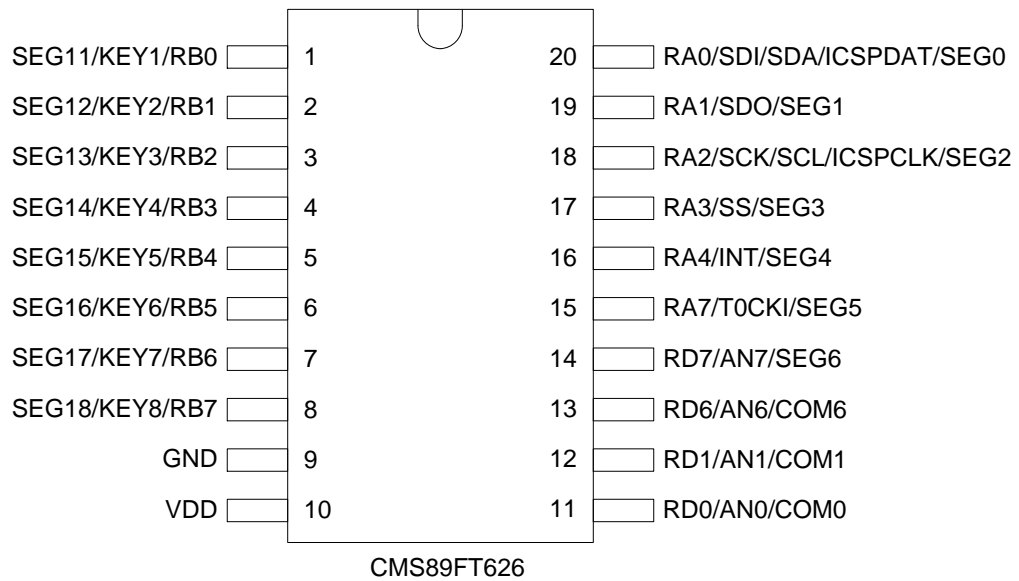 SEG11/KEY1/RB0 1 20 RA0/SDI/SDA/ICSPDAT/SEG0
SEG12/KEY2/RB1 2 19 RA1/SDO/SEG1
SEG13/KEY3/RB2 3 18 RA2/SCK/SCL/ICSPCLK/SEG2
SEG14/KEY4/RB3 4 17 RA3/SS/SEG3
SEG15/KEY5/RB4 5 16 RA4/INT/SEG4
SEG16/KEY6/RB5 6 15 RA7/T0CKI/SEG5
SEG17/KEY7/RB6 7 14 RD7/AN7/SEG6
SEG18/KEY8/RB7 8 13 RD6/AN6/COM6
GND 9 12 RD1/AN1/COM1
VDD 10 11 RD0/AN0/COM0
CMS89FT626